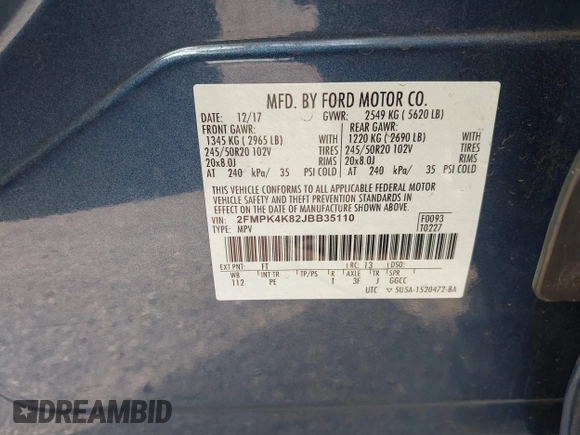 MFD. BY FORD MOTOR CO.
DATE: 12/17 GVWR: 2549 KG ( 5620 LB)
FRONT GAWR: REAR GAWR:
1345 KG ( 2965 LB) WITH 1220 KG ( 2690 LB) WITH
245/50R20 102V TIRES 245/50R20 102V TIRES
20x8.0J RIMS 20x8.0J RIMS
AT 240 kPa/ 35 PSI COLD AT 240 kPa/ 35 PSI COLD
THIS VEHICLE CONFORMS TO ALL APPLICABLE FEDERAL MOTOR
VEHICLE SAFETY AND THEFT PREVENTION STANDARDS IN
EFFECT ON THE DATE OF MANUFACTURE SHOWN ABOVE.
VIN: 2FMPK4K82JBB35110 F0093
TYPE: MPV T0227
EXT PNT: FT RC: 13 DSO:
WB INT TR TP/PS R AXLE TR SPR
112 PE 1 3F J GGCC
UTC 5U5A-1520472-BA
DREAMBID